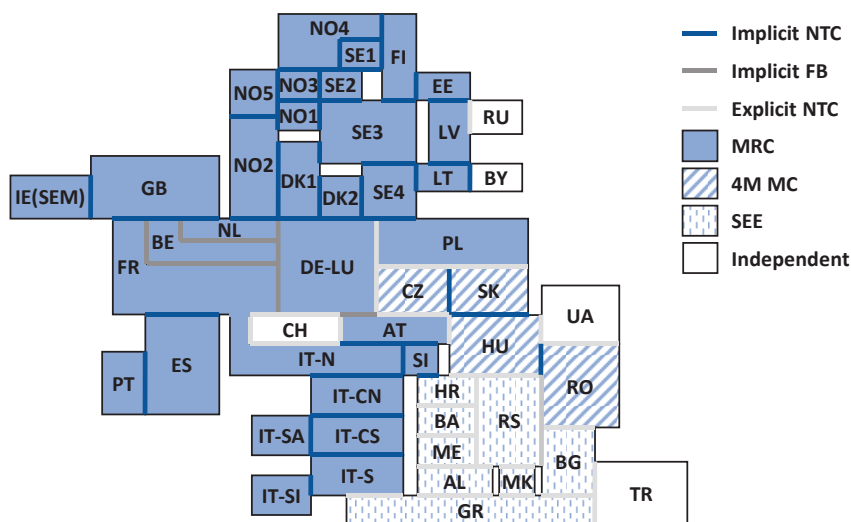 NO4
SE1
FI
Implicit NTC
Implicit FB
Explicit NTC
MRC
4M MC
SEE
Independent
NO5
NO3
SE2
EE
NO1
RU
SE3
LV
NO2
DK1
DK2
SE4
LT
BY
IE(SEM)
GB
NL
BE
FR
DE-LU
PL
CZ
SK
UA
CH
AT
HU
IT-N
SI
RO
PT
ES
IT-CN
HR
BA
RS
IT-SA
IT-CS
ME
BG
IT-S
AL
MK
IT-SI
GR
TR